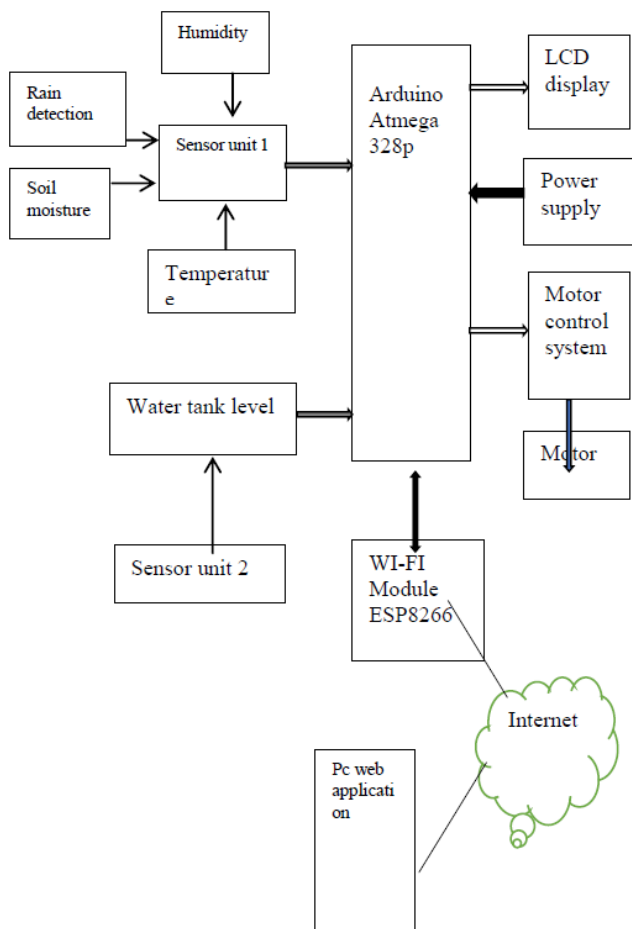 Humidity
Rain
detection
Sensor unit 1
Soil
moisture
Temperatur
e
Arduino
Atmega
328p
LCD
display
Power
supply
Motor
control
system
Motor
Water tank level
Sensor unit 2
WI-FI
Module
ESP8266
Internet
Pc web
applicati
on